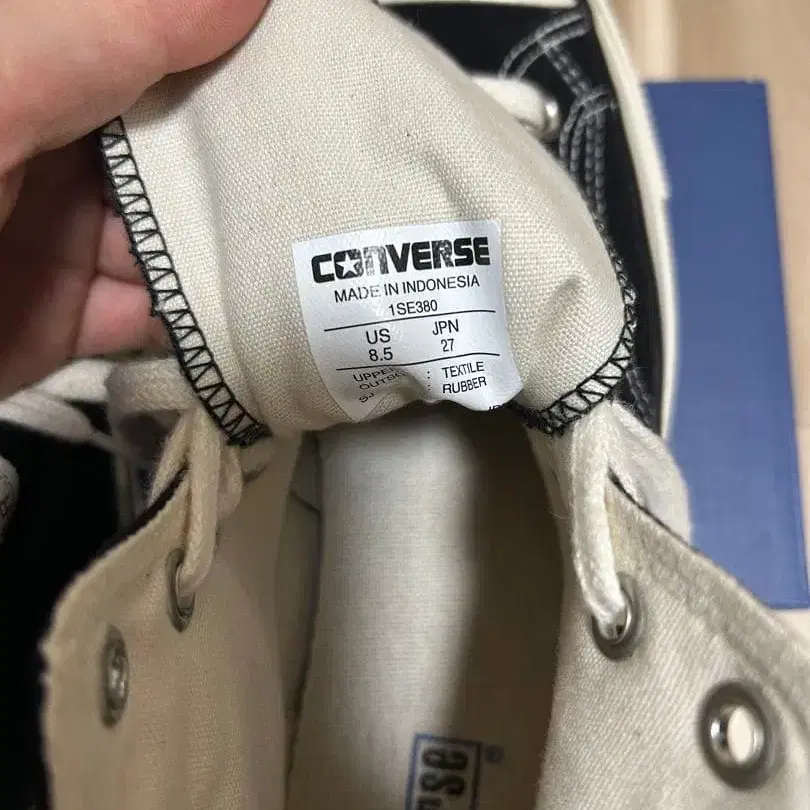 CONVERSE
MADE IN INDONESIA
1SE380
US JPN
8.5 27
: TEXTILE
: RUBBER